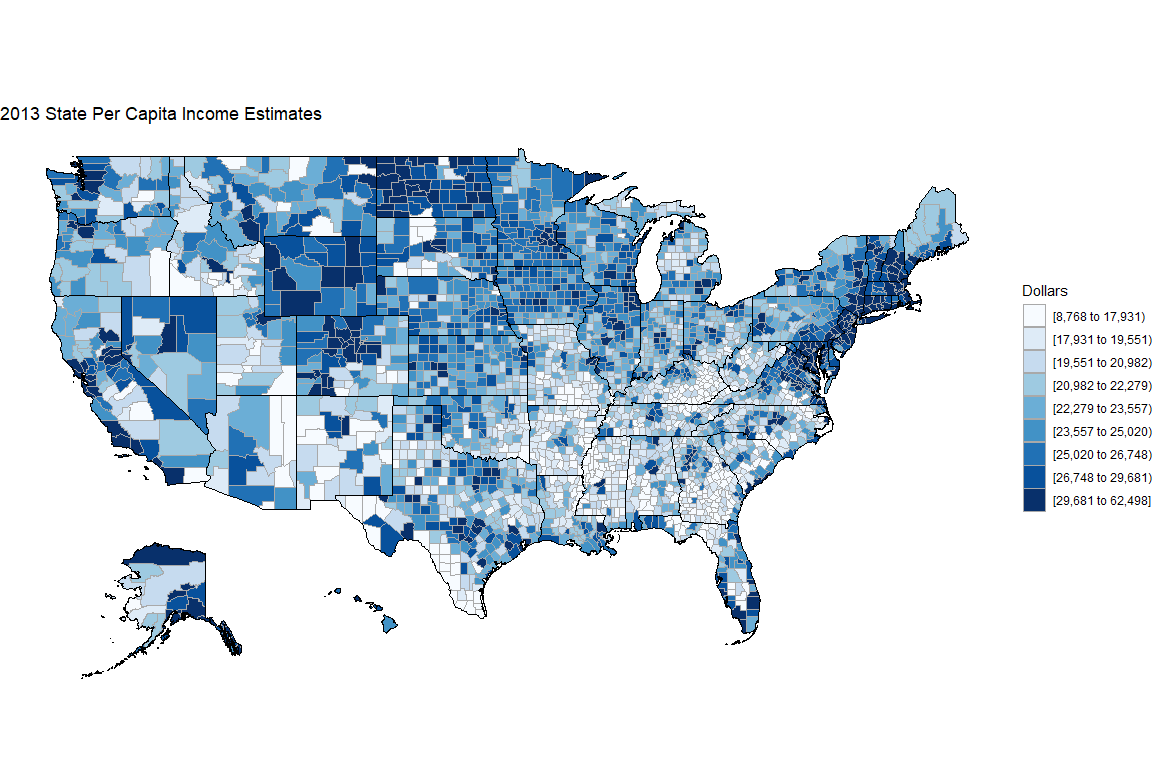 2013 State Per Capita Income Estimates
Dollars
[8,768 to 17,931)
[17,931 to 19,551)
[19,551 to 20,982)
[20,982 to 22,279)
[22,279 to 23,557)
[23,557 to 25,020)
[25,020 to 26,748)
[26,748 to 29,681)
[29,681 to 62,498]